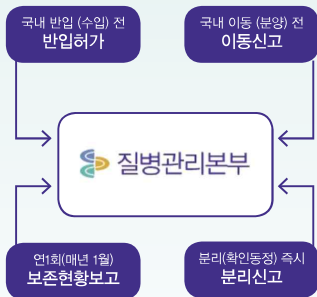 국내 반입 (수입) 전
반입허가
국내 이동 (분양) 전
이동신고
질병관리본부
연1회(매년 1월)
보존현황보고
분리(확인동정) 즉시
분리신고